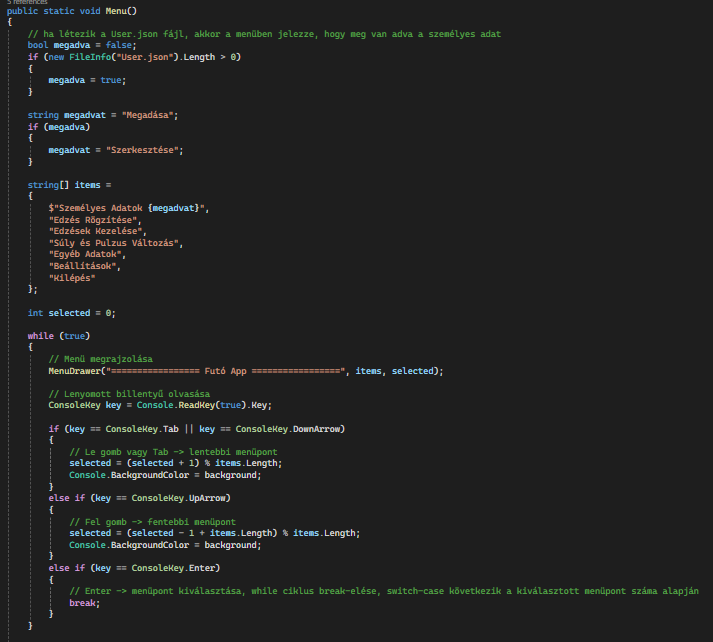 5 references
public static void Menu()
{
// ha létezik a User.json fájl, akkor a menüben jelezze, hogy meg van adva a személyes adat
bool megadva = false;
if (new FileInfo("User.json").Length > 0)
{
megadva = true;
}
string megadvat = "Megadása";
if (megadva)
{
megadvat = "Szerkesztése";
}
string[] items =
{
$"Személyes Adatok {megadvat}",
"Edzés Rögzítése",
"Edzések Kezelése",
"Súly és Pulzus Változás",
"Egyéb Adatok",
"Beállítások",
"Kilépés"
};
int selected = 0;
while (true)
{
// Menü megrajzolása
MenuDrawer("================= Futó App =================", items, selected);
// Lenyomott billentyű olvasása
ConsoleKey key = Console.ReadKey(true).Key;
if (key == ConsoleKey.Tab || key == ConsoleKey.DownArrow)
{
// Le gomb vagy Tab -> lentebbi menüpont
selected = (selected + 1) % items.Length;
Console.BackgroundColor = background;
}
else if (key == ConsoleKey.UpArrow)
{
// Fel gomb -> fentebbi menüpont
selected = (selected - 1 + items.Length) % items.Length;
Console.BackgroundColor = background;
}
else if (key == ConsoleKey.Enter)
{
// Enter -> menüpont kiválasztása, while ciklus break-elése, switch-case következik a kiválasztott menüpont száma alapján
break;
}
}